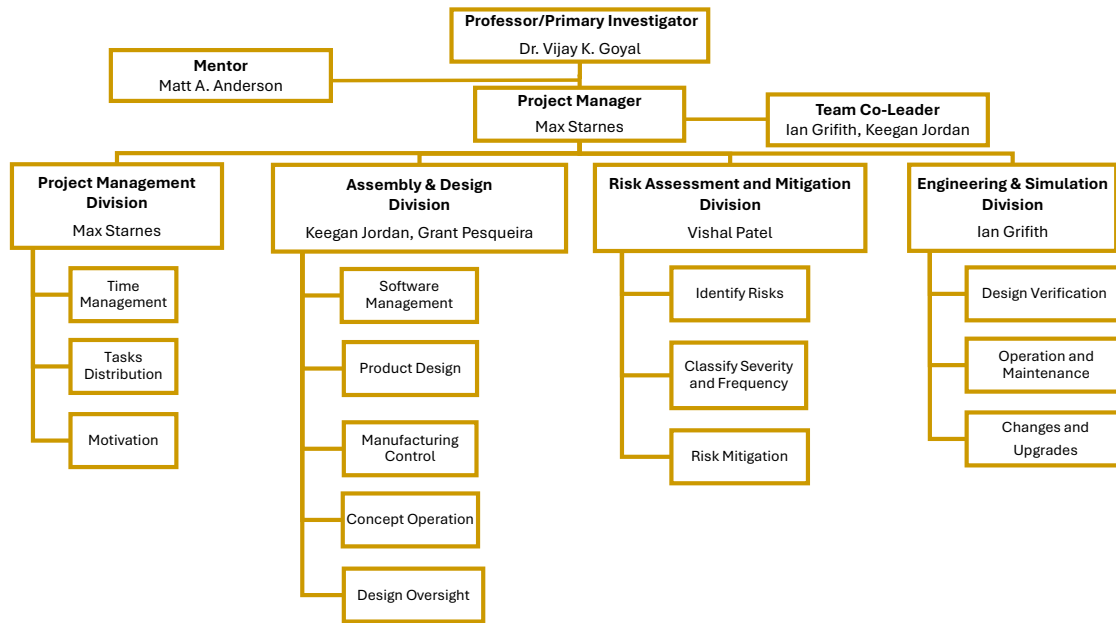 Professor/Primary Investigator
Dr. Vijay K. Goyal
Mentor
Matt A. Anderson
Project Manager
Max Starnes
Team Co-Leader
Ian Grifith, Keegan Jordan
Project Management
Division
Max Starnes
Time
Management
Tasks
Distribution
Motivation
Assembly & Design
Division
Keegan Jordan, Grant Pesqueira
Software
Management
Product Design
Manufacturing
Control
Concept Operation
Design Oversight
Risk Assessment and Mitigation
Division
Vishal Patel
Identify Risks
Classify Severity
and Frequency
Risk Mitigation
Engineering & Simulation
Division
Ian Grifith
Design Verification
Operation and
Maintenance
Changes and
Upgrades